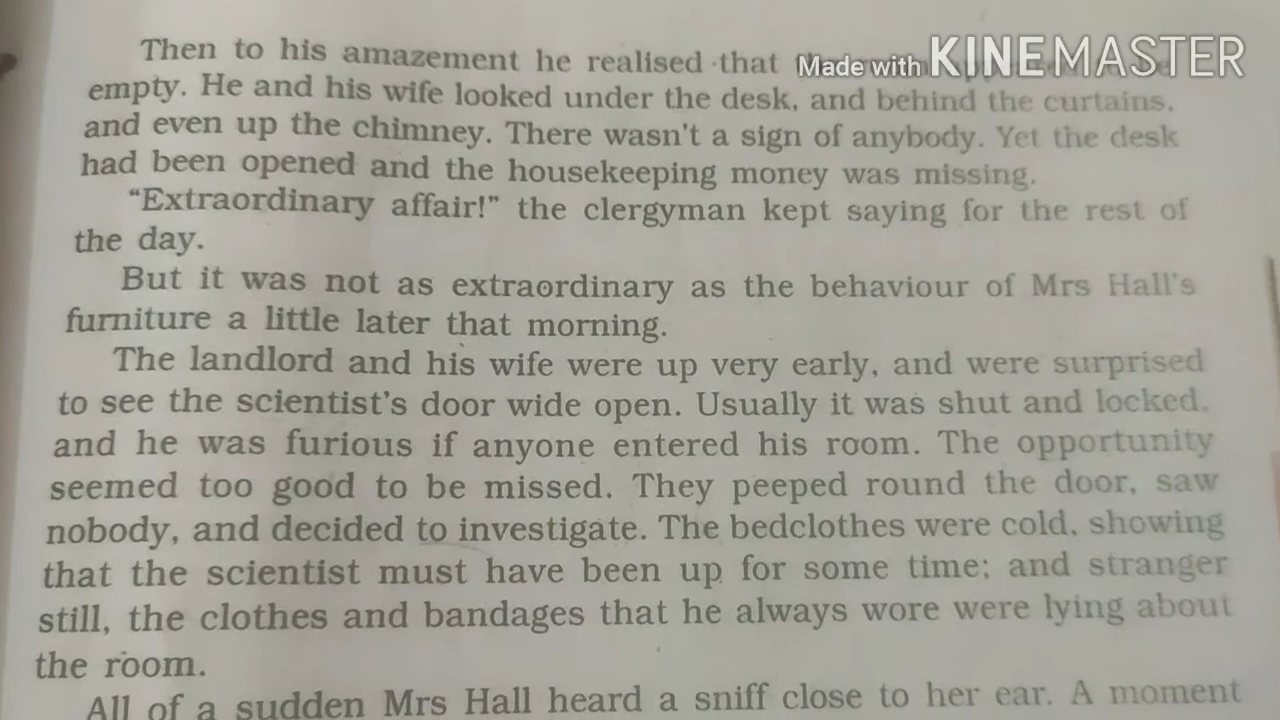 Then to his amazement he realised that
Made with KINEMASTER
empty. He and his wife looked under the desk, and behind the curtains,
and even up the chimney. There wasn't a sign of anybody. Yet the desk
had been opened and the housekeeping money was missing.
“Extraordinary affair!” the clergyman kept saying for the rest of
the day.
But it was not as extraordinary as the behaviour of Mrs Hall's
furniture a little later that morning.
The landlord and his wife were up very early, and were surprised
to see the scientist's door wide open. Usually it was shut and locked,
and he was furious if anyone entered his room. The opportunity
seemed too good to be missed. They peeped round the door, saw
nobody, and decided to investigate. The bedclothes were cold, showing
that the scientist must have been up for some time; and stranger
still, the clothes and bandages that he always wore were lying about
the room.
All of a sudden Mrs Hall heard a sniff close to her ear. A moment